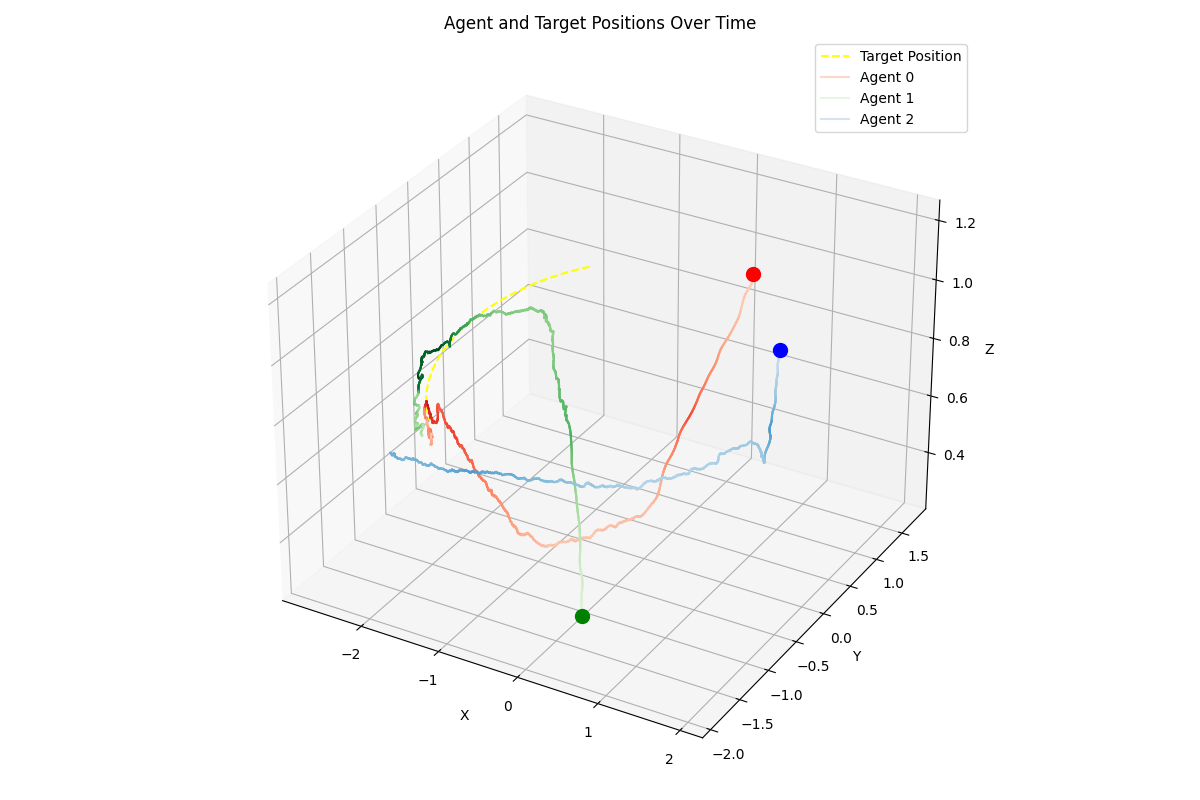 Agent and Target Positions Over Time
Target Position
Agent 0
Agent 1
Agent 2
1.2
1.0
0.8
0.6
0.4
Z
1.5
1.0
0.5
0.0
−0.5
−1.0
−1.5
−2.0
Y
−2
−1
0
1
2
X